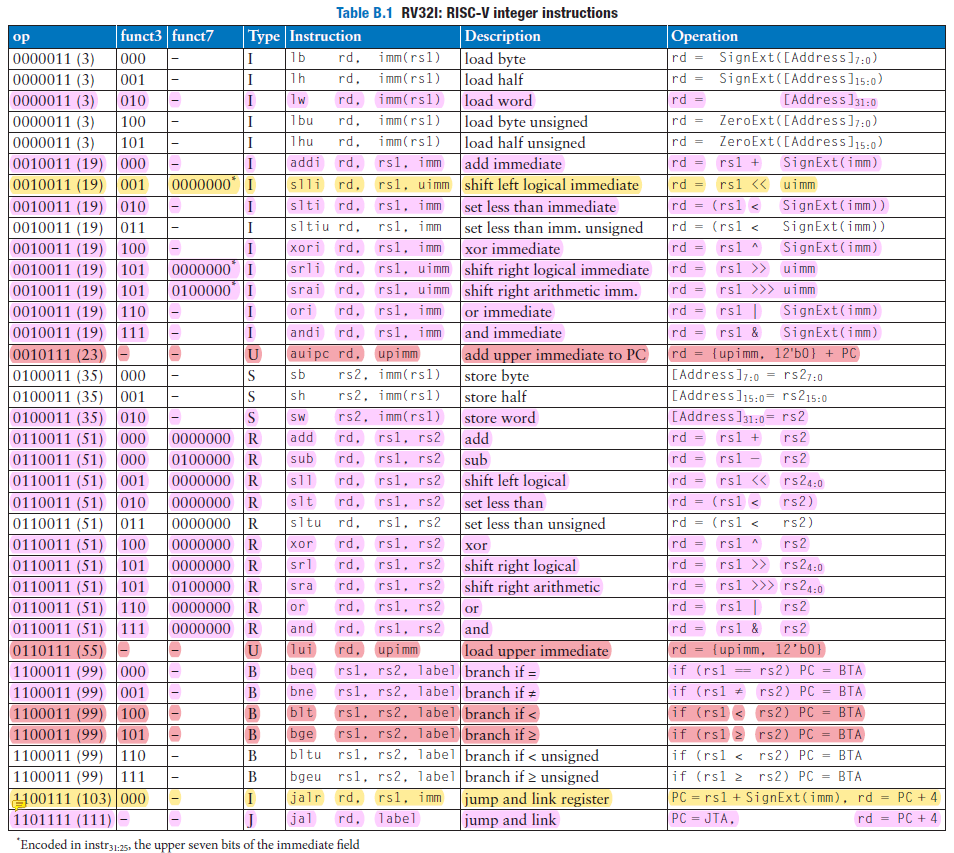 Table B.1 RV32I: RISC-V integer instructions
op funct3 funct7 Type Instruction Description Operation
0000011 (3) 000 – I lb rd, imm(rs1) load byte rd = SignExt([Address]7:0)
0000011 (3) 001 – I lh rd, imm(rs1) load half rd = SignExt([Address]15:0)
0000011 (3) 010 – I lw rd, imm(rs1) load word rd = [Address]31:0
0000011 (3) 100 – I lbu rd, imm(rs1) load byte unsigned rd = ZeroExt([Address]7:0)
0000011 (3) 101 – I lhu rd, imm(rs1) load half unsigned rd = ZeroExt([Address]15:0)
0010011 (19) 000 – I addi rd, rs1, imm add immediate rd = rs1 + SignExt(imm)
0010011 (19) 001 0000000* I slli rd, rs1, uimm shift left logical immediate rd = rs1 << uimm
0010011 (19) 010 – I slti rd, rs1, imm set less than immediate rd = (rs1 < SignExt(imm))
0010011 (19) 011 – I sltiu rd, rs1, imm set less than imm. unsigned rd = (rs1 < SignExt(imm))
0010011 (19) 100 – I xori rd, rs1, imm xor immediate rd = rs1 ^ SignExt(imm)
0010011 (19) 101 0000000* I srli rd, rs1, uimm shift right logical immediate rd = rs1 >> uimm
0010011 (19) 101 0100000* I srai rd, rs1, uimm shift right arithmetic imm. rd = rs1 >>> uimm
0010011 (19) 110 – I ori rd, rs1, imm or immediate rd = rs1 | SignExt(imm)
0010011 (19) 111 – I andi rd, rs1, imm and immediate rd = rs1 & SignExt(imm)
0010111 (23) – – U auipc rd, upimm add upper immediate to PC rd = {upimm, 12'b0} + PC
0100011 (35) 000 – S sb rs2, imm(rs1) store byte [Address]7:0 = rs27:0
0100011 (35) 001 – S sh rs2, imm(rs1) store half [Address]15:0 = rs215:0
0100011 (35) 010 – S sw rs2, imm(rs1) store word [Address]31:0 = rs2
0110011 (51) 000 0000000 R add rd, rs1, rs2 add rd = rs1 + rs2
0110011 (51) 000 0100000 R sub rd, rs1, rs2 sub rd = rs1 – rs2
0110011 (51) 001 0000000 R sll rd, rs1, rs2 shift left logical rd = rs1 << rs24:0
0110011 (51) 010 0000000 R slt rd, rs1, rs2 set less than rd = (rs1 < rs2)
0110011 (51) 011 0000000 R sltu rd, rs1, rs2 set less than unsigned rd = (rs1 < rs2)
0110011 (51) 100 0000000 R xor rd, rs1, rs2 xor rd = rs1 ^ rs2
0110011 (51) 101 0000000 R srl rd, rs1, rs2 shift right logical rd = rs1 >> rs24:0
0110011 (51) 101 0100000 R sra rd, rs1, rs2 shift right arithmetic rd = rs1 >>> rs24:0
0110011 (51) 110 0000000 R or rd, rs1, rs2 or rd = rs1 | rs2
0110011 (51) 111 0000000 R and rd, rs1, rs2 and rd = rs1 & rs2
0110111 (55) – – U lui rd, upimm load upper immediate rd = {upimm, 12'b0}
1100011 (99) 000 – B beq rs1, rs2, label branch if = if (rs1 == rs2) PC = BTA
1100011 (99) 001 – B bne rs1, rs2, label branch if ≠ if (rs1 ≠ rs2) PC = BTA
1100011 (99) 100 – B blt rs1, rs2, label branch if < if (rs1 < rs2) PC = BTA
1100011 (99) 101 – B bge rs1, rs2, label branch if ≥ if (rs1 ≥ rs2) PC = BTA
1100011 (99) 110 – B bltu rs1, rs2, label branch if < unsigned if (rs1 < rs2) PC = BTA
1100011 (99) 111 – B bgeu rs1, rs2, label branch if ≥ unsigned if (rs1 ≥ rs2) PC = BTA
1100111 (103) 000 – I jalr rd, rs1, imm jump and link register PC = rs1 + SignExt(imm), rd = PC + 4
1101111 (111) – – J jal rd, label jump and link PC = JTA, rd = PC + 4
*Encoded in instr31:25, the upper seven bits of the immediate field